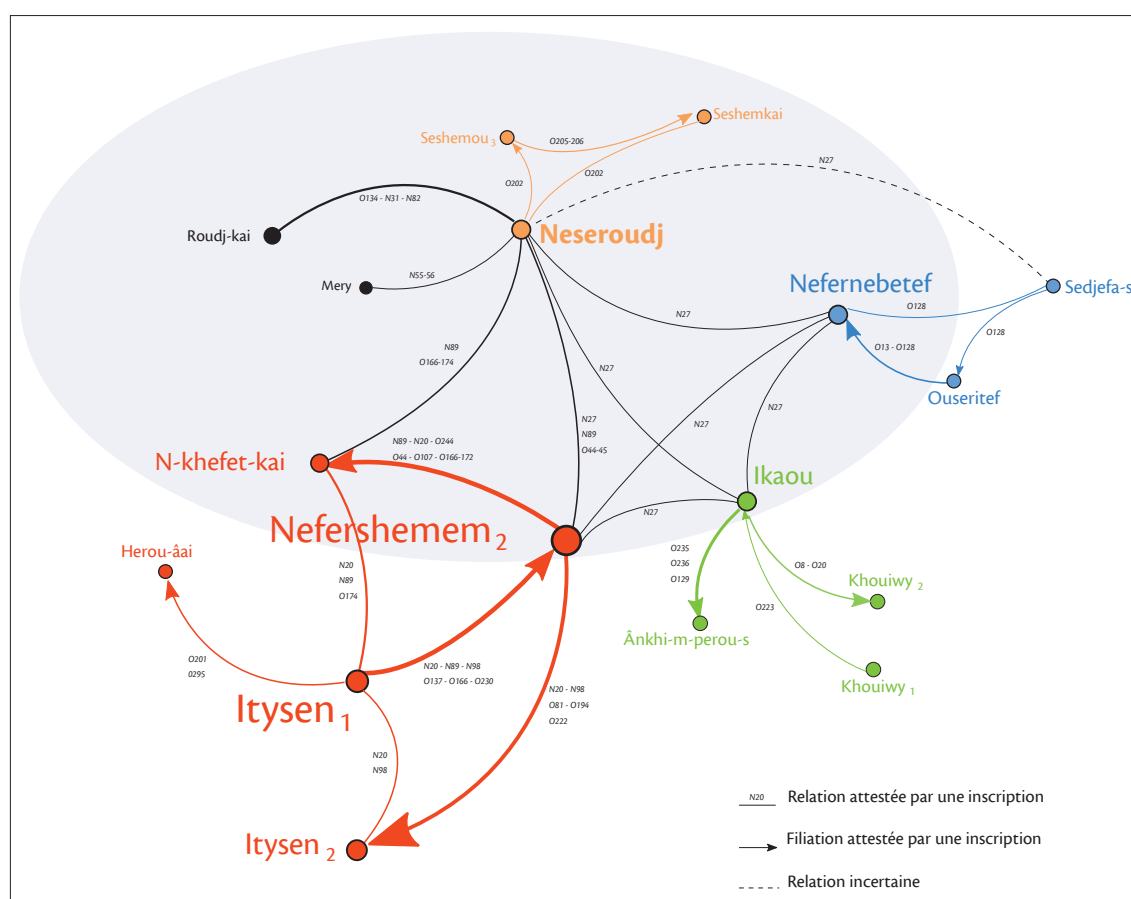 Seshemkai
Seshemou 3
O205-206
N27
O202
O202
O134 - N31 - N82
Roudj-kai
Neseroudj
N55-56
Mery
Nefernebetef
Sedjefa-s
O128
O128
N27
O13 - O128
Ouseritef
N89
O166-174
N27
N27
N27
N89
O44-45
N27
N89 - N20 - O244
O44 - O107 - O166-172
N-khefet-kai
Ikaou
Nefershemem 2
N27
Herou-âai
N20
N89
O174
O235
O236
O129
O8 - O20
Khouiwy 2
O223
Ânkhi-m-perou-s
O201
0295
N20 - N89 - N98
O137 - O166 - O230
Khouiwy 1
Itysen 1
N20 - N98
O81 - O194
O222
N20
N98
Itysen 2
N20 Relation attestée par une inscription
Filiation attestée par une inscription
Relation incertaine